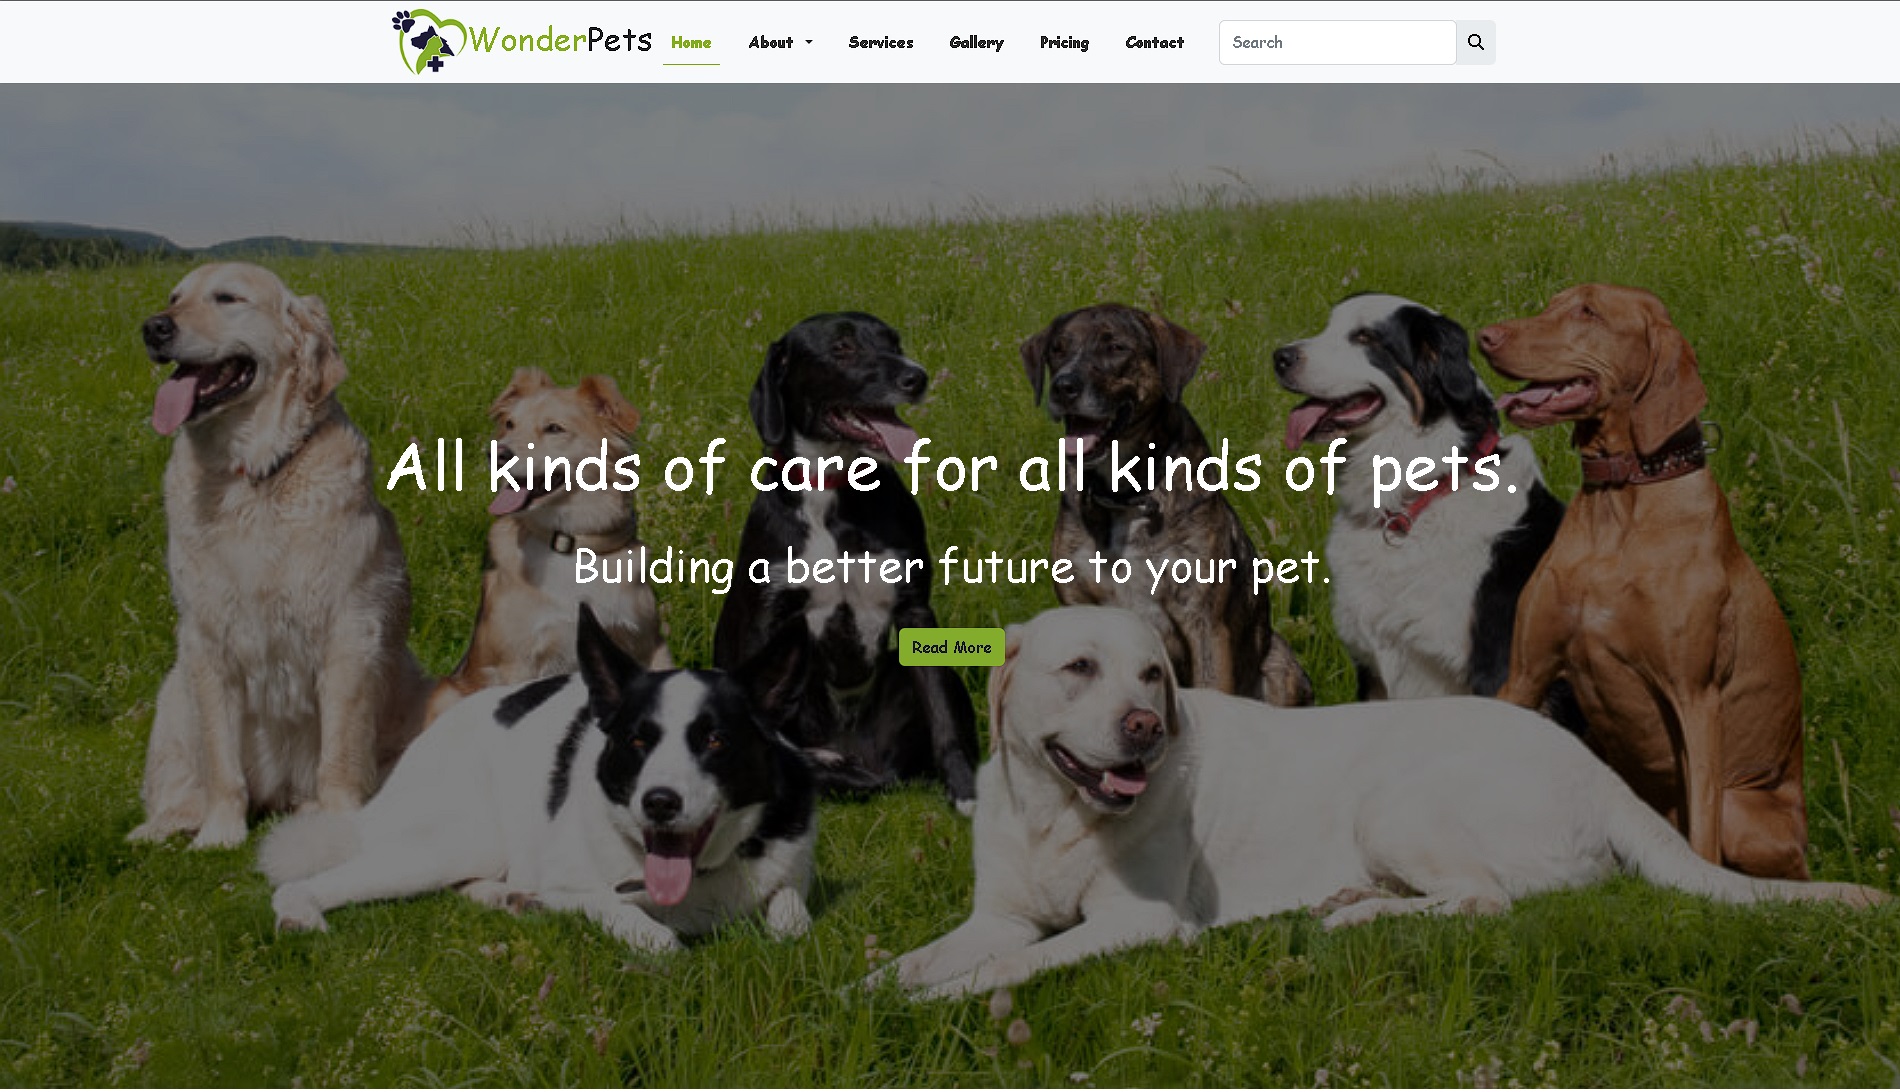 WonderPets
Home About Services Gallery Pricing Contact Search
All kinds of care for all kinds of pets.
Building a better future to your pet.
Read More